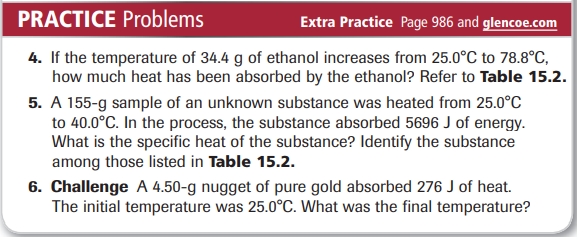 PRACTICE Problems Extra Practice Page 986 and glencoe.com
4. If the temperature of 34.4 g of ethanol increases from 25.0°C to 78.8°C,
how much heat has been absorbed by the ethanol? Refer to Table 15.2.
5. A 155-g sample of an unknown substance was heated from 25.0°C
to 40.0°C. In the process, the substance absorbed 5696 J of energy.
What is the specific heat of the substance? Identify the substance
among those listed in Table 15.2.
6. Challenge A 4.50-g nugget of pure gold absorbed 276 J of heat.
The initial temperature was 25.0°C. What was the final temperature?